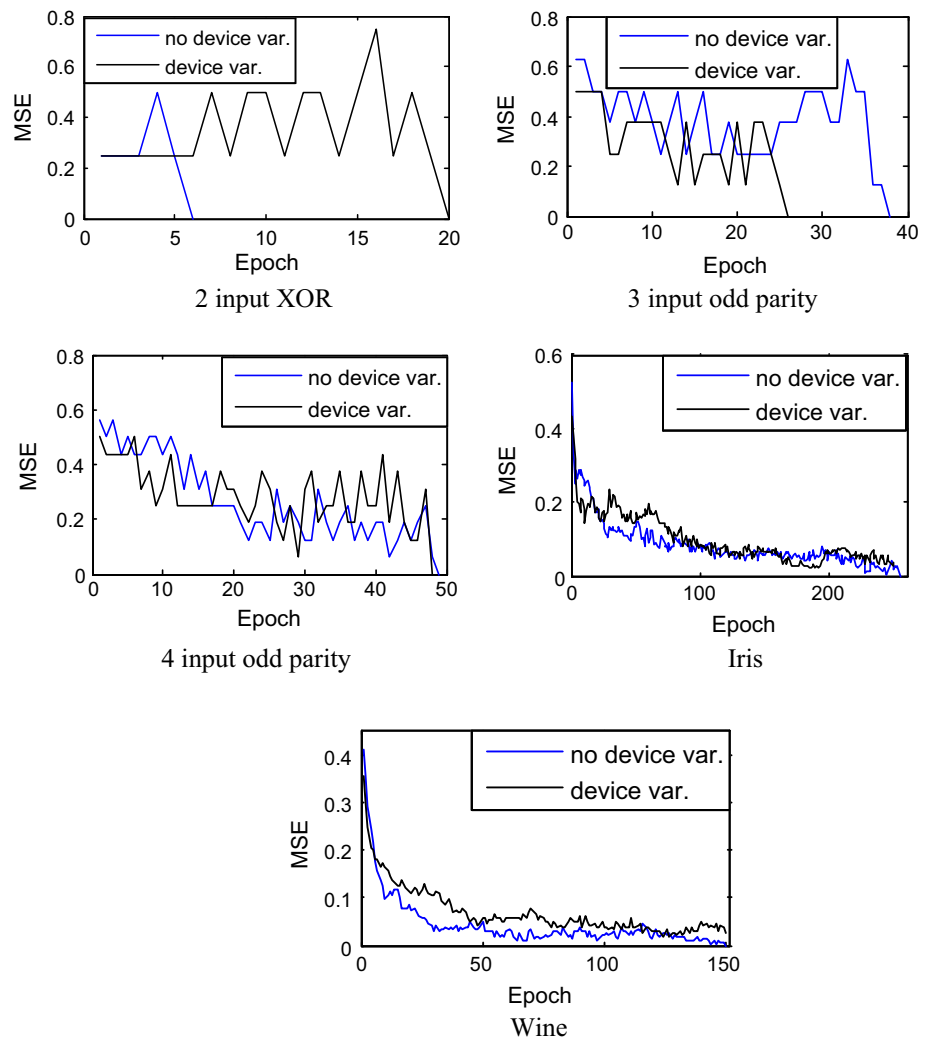 0.8
0.6
0.4
0.2
0
MSE
no device var.
device var.
0 5 10 15 20
Epoch
2 input XOR
0.8
0.6
0.4
0.2
0
MSE
no device var.
device var.
0 10 20 30 40
Epoch
3 input odd parity
0.8
0.6
0.4
0.2
0
MSE
no device var.
device var.
0 10 20 30 40 50
Epoch
4 input odd parity
0.6
0.4
0.2
0
MSE
no device var.
device var.
0 100 200
Epoch
Iris
0.4
0.3
0.2
0.1
0
MSE
no device var.
device var.
0 50 100 150
Epoch
Wine